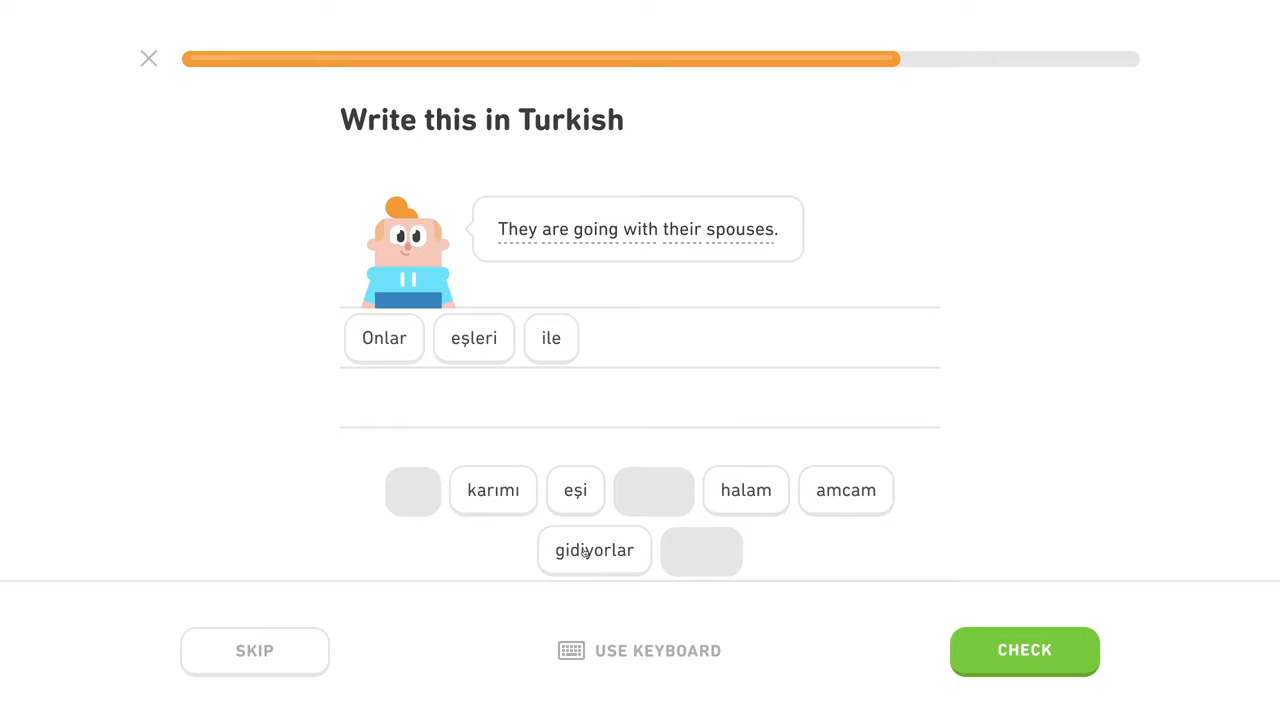 Write this in Turkish
They are going with their spouses.
Onlar eşleri ile
karımı eşi halam amcam
gidiyorlar
SKIP USE KEYBOARD CHECK